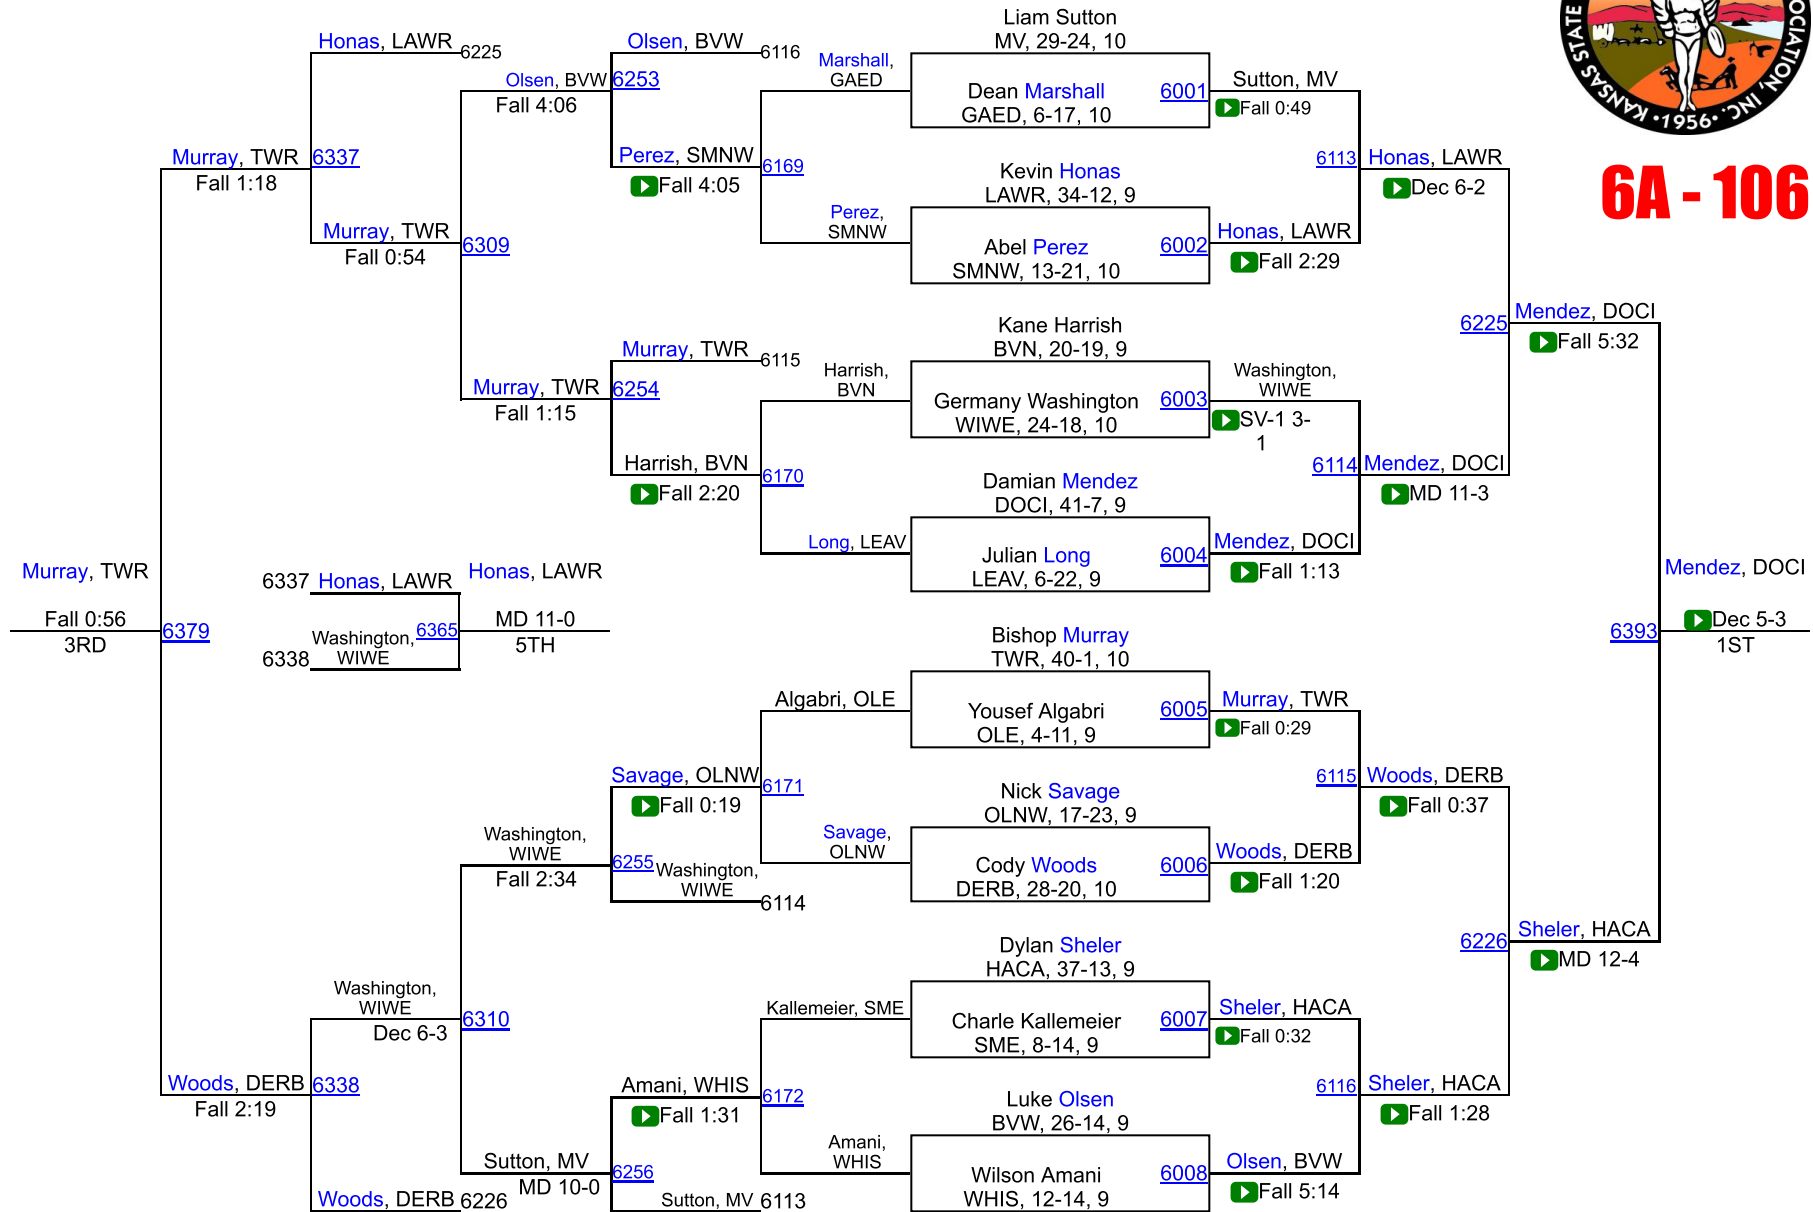 KANSAS STATE
OCIATION, INC.
•1956•
6A - 106
Honas, LAWR
6225
Olsen, BVW
6253
Fall 4:06
Olsen, BVW
6116
Perez, SMNW
Fall 4:05
Marshall,
GAED
6169
Perez,
SMNW
Liam Sutton
MV, 29-24, 10
Dean Marshall
GAED, 6-17, 10
6001
Sutton, MV
Fall 0:49
Kevin Honas
LAWR, 34-12, 9
Abel Perez
SMNW, 13-21, 10
6002
Honas, LAWR
Fall 2:29
6113
Honas, LAWR
Dec 6-2
Murray, TWR
6337
Fall 1:18
Murray, TWR
6309
Fall 0:54
Murray, TWR
6115
Murray, TWR
6254
Fall 1:15
Harrish, BVN
Fall 2:20
6170
Harrish,
BVN
Long, LEAV
Kane Harrish
BVN, 20-19, 9
Germany Washington
WIWE, 24-18, 10
6003
Washington,
WIWE
SV-1 3-
1
Damian Mendez
DOCI, 41-7, 9
Julian Long
LEAV, 6-22, 9
6004
Mendez, DOCI
Fall 1:13
6114
Mendez, DOCI
MD 11-3
6225
Mendez, DOCI
Fall 5:32
Murray, TWR
Fall 0:56
3RD
6379
6337
Honas, LAWR
Washington,
WIWE
6338
6365
Honas, LAWR
MD 11-0
5TH
6393
Mendez, DOCI
Dec 5-3
1ST
Bishop Murray
TWR, 40-1, 10
Algabri, OLE
Yousef Algabri
OLE, 4-11, 9
6005
Murray, TWR
Fall 0:29
Savage, OLNW
6171
Fall 0:19
Savage,
OLNW
Nick Savage
OLNW, 17-23, 9
Cody Woods
DERB, 28-20, 10
6006
Woods, DERB
Fall 1:20
6115
Woods, DERB
Fall 0:37
Washington,
WIWE
Fall 2:34
6255
Washington,
WIWE
6114
6226
Sheler, HACA
MD 12-4
Washington,
WIWE
Dec 6-3
6310
Dylan Sheler
HACA, 37-13, 9
Kallemeier, SME
Charle Kallemeier
SME, 8-14, 9
6007
Sheler, HACA
Fall 0:32
Woods, DERB
6338
Fall 2:19
Amani, WHIS
6172
Fall 1:31
Amani,
WHIS
Luke Olsen
BVW, 26-14, 9
Wilson Amani
WHIS, 12-14, 9
6008
Olsen, BVW
Fall 5:14
6116
Sheler, HACA
Fall 1:28
Sutton, MV
6256
MD 10-0
Woods, DERB
6226
Sutton, MV
6113